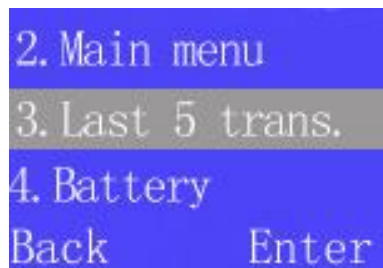 2. Main menu
3. Last 5 trans.
4. Battery
Back Enter